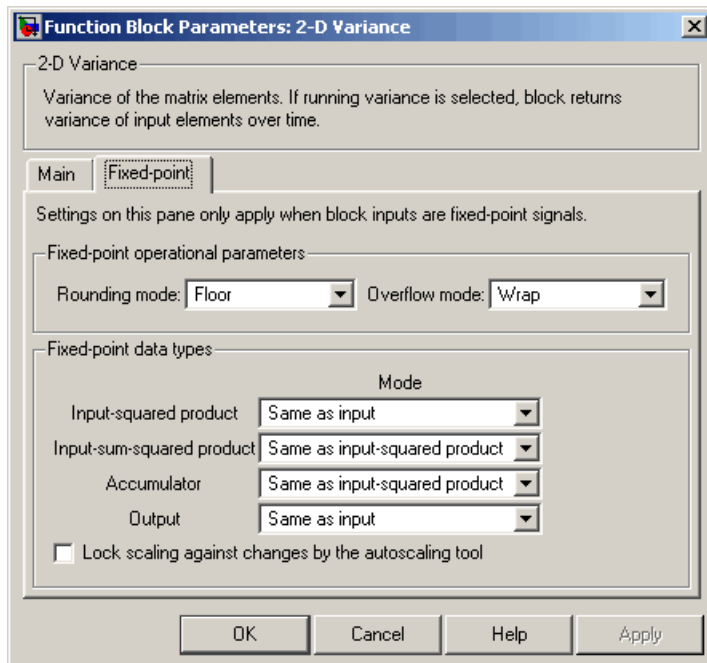 Function Block Parameters: 2-D Variance
2-D Variance
Variance of the matrix elements. If running variance is selected, block returns
variance of input elements over time.
Main Fixed-point
Settings on this pane only apply when block inputs are fixed-point signals.
Fixed-point operational parameters
Rounding mode: Floor Overflow mode: Wrap
Fixed-point data types
Mode
Input-squared product Same as input
Input-sum-squared product Same as input-squared product
Accumulator Same as input-squared product
Output Same as input
Lock scaling against changes by the autoscaling tool
OK Cancel Help Apply